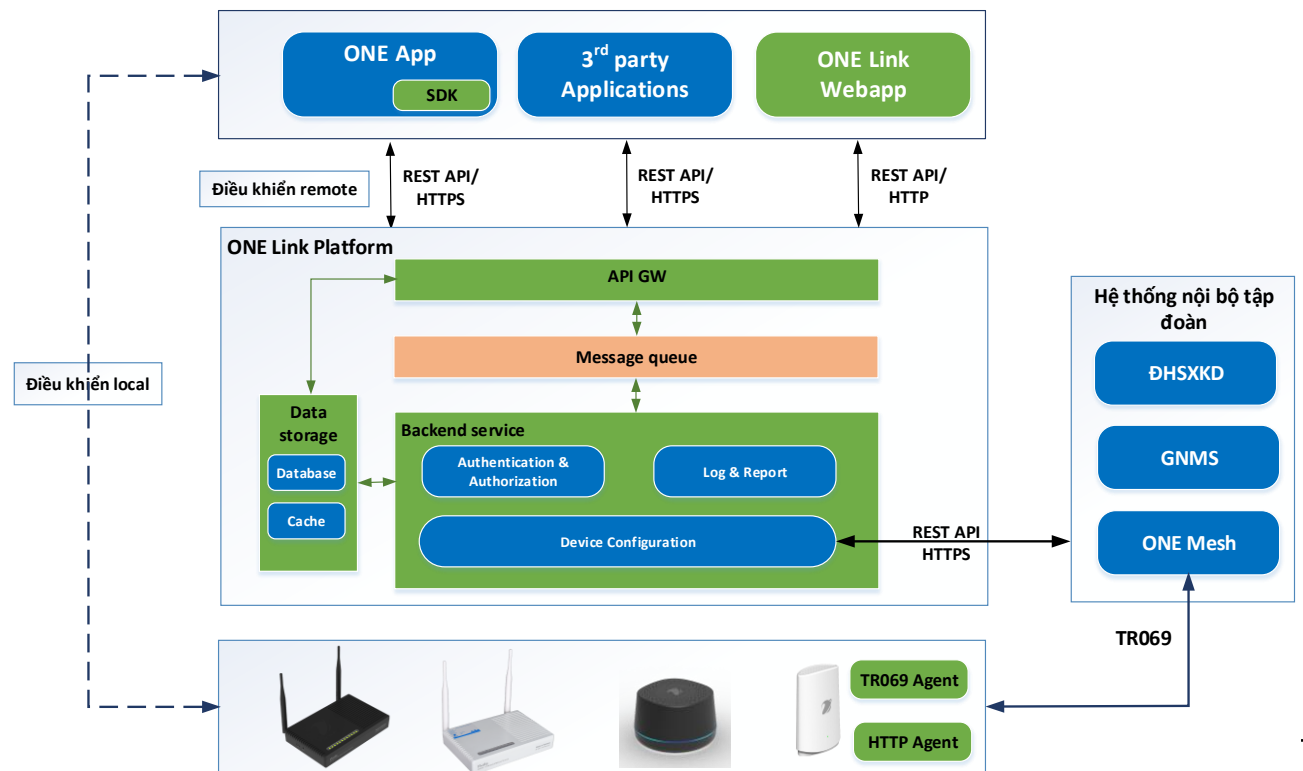 ONE App
SDK
3rd party
Applications
ONE Link
Webapp
Điều khiển remote
REST API/
HTTPS
REST API/
HTTPS
REST API/
HTTP
ONE Link Platform
API GW
Message queue
Điều khiển local
Data
storage
Database
Cache
Backend service
Authentication &
Authorization
Log & Report
Device Configuration
REST API
HTTPS
Hệ thống nội bộ tập
đoàn
ĐHSXKD
GNMS
ONE Mesh
TR069
TR069 Agent
HTTP Agent